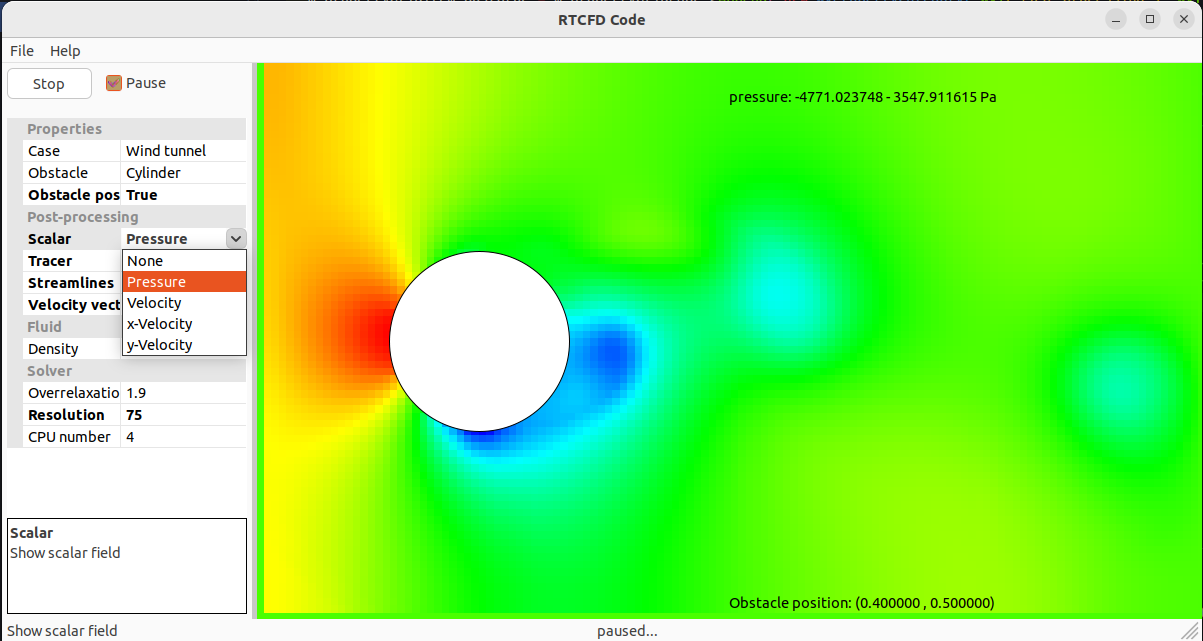 RTCFD Code
File Help
Stop Pause
pressure: -4771.023748 - 3547.911615 Pa
Properties
Case Wind tunnel
Obstacle Cylinder
Obstacle pos True
Post-processing
Scalar Pressure
Tracer None
Streamlines Pressure
Velocity vect Velocity
Fluid x-Velocity
Density y-Velocity
Solver
Overrelaxatio 1.9
Resolution 75
CPU number 4
Scalar
Show scalar field
Obstacle position: (0.400000 , 0.500000)
Show scalar field paused...